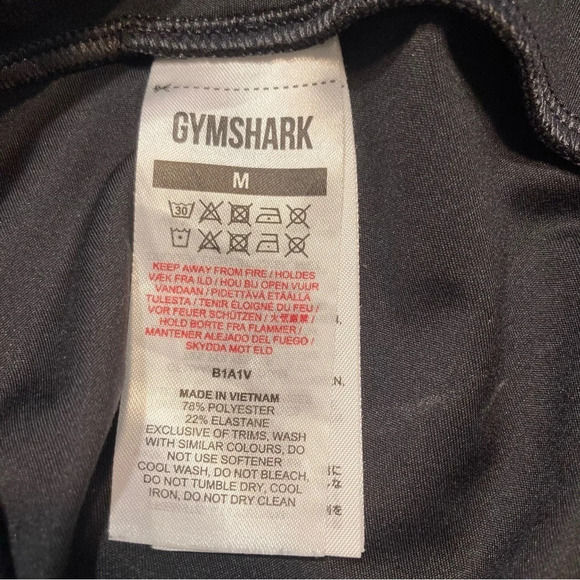 GYMSHARK
M
30
KEEP AWAY FROM FIRE / HOLDES
VÆK FRA ILD / HOU BIJ OPEN VUUR
VANDAAN / PIDETTÄVÄ ETÄÄLLÄ
TULESTA / TENIR ÉLOIGNÉ DU FEU /
VOR FEUER SCHÜTZEN / 火気厳禁 /
HOLD BORTE FRA FLAMMER /
MANTENER ALEJADO DEL FUEGO /
SKYDDA MOT ELD
B1A1V
MADE IN VIETNAM
78% POLYESTER
22% ELASTANE
EXCLUSIVE OF TRIMS, WASH
WITH SIMILAR COLOURS, DO
NOT USE SOFTENER
COOL WASH, DO NOT BLEACH,
DO NOT TUMBLE DRY, COOL
IRON, DO NOT DRY CLEAN